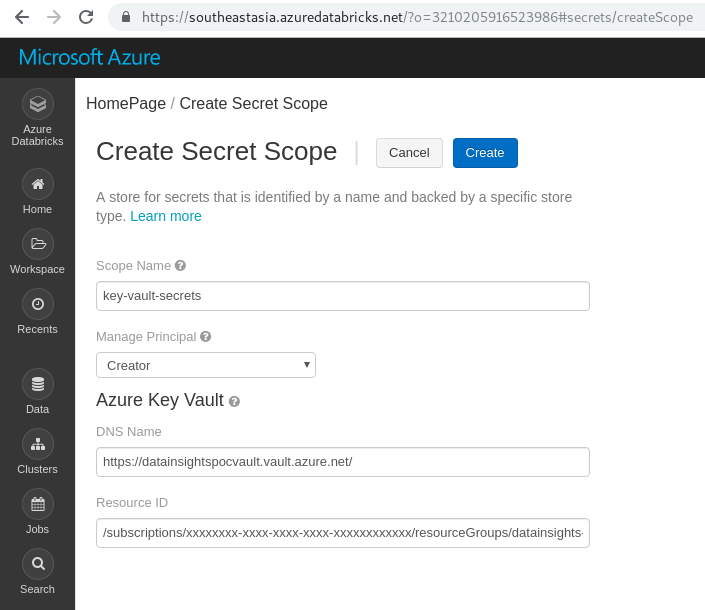 https://southeastasia.azuredatabricks.net/?o=3210205916523986#secrets/createScope
Microsoft Azure
Azure
Databricks
Home
Workspace
Recents
Data
Clusters
Jobs
Search
HomePage / Create Secret Scope
Create Secret Scope | Cancel Create
A store for secrets that is identified by a name and backed by a specific store
type. Learn more
Scope Name
key-vault-secrets
Manage Principal
Creator
Azure Key Vault
DNS Name
https://datainsightspocvault.vault.azure.net/
Resource ID
/subscriptions/xxxxxxxx-xxxx-xxxx-xxxx-xxxxxxxxxxxx/resourceGroups/datainsights-